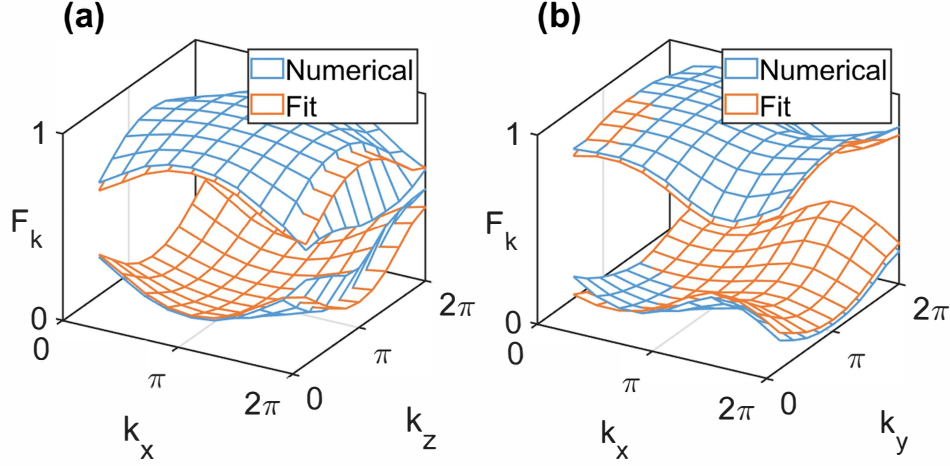 (a)
Numerical
Fit
1
F_k
0
0
π
2π
k_x
0
π
2π
k_z
(b)
Numerical
Fit
1
F_k
0
0
π
2π
k_x
0
π
2π
k_y